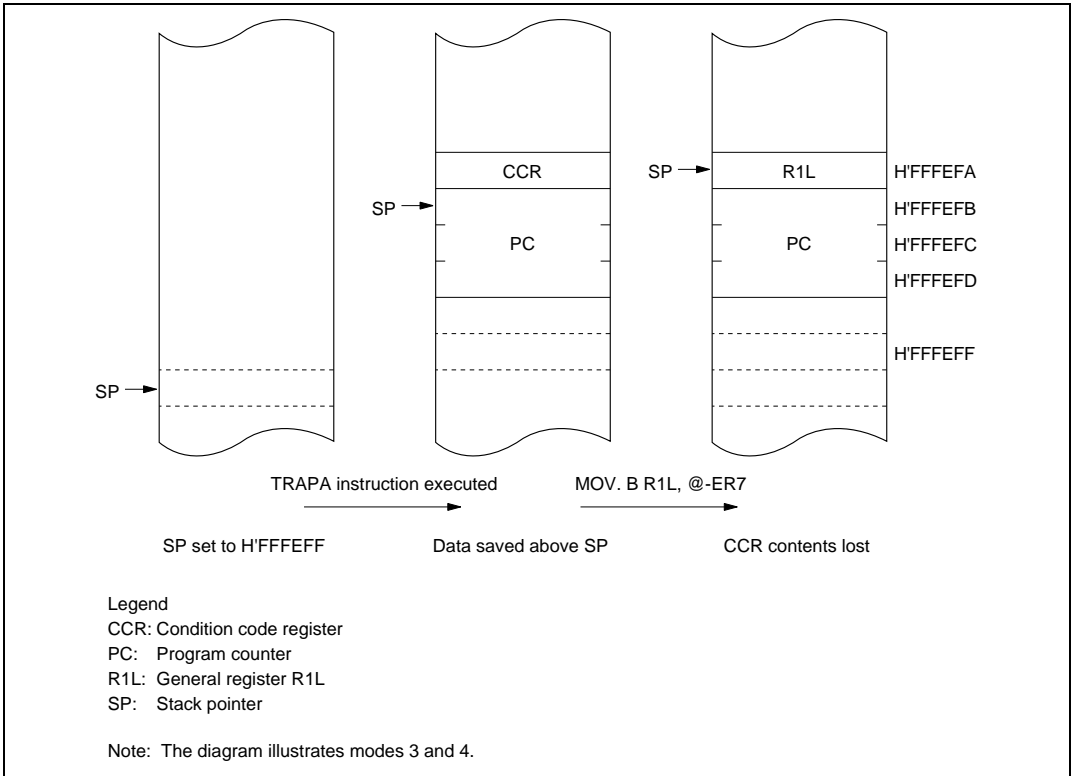 CCR
SP
R1L
H'FFFEFA
SP
H'FFFEFB
PC
PC
H'FFFEFC
H'FFFEFD
H'FFFEFF
SP
TRAPA instruction executed
MOV. B R1L, @-ER7
SP set to H'FFFEFF
Data saved above SP
CCR contents lost
Legend
CCR: Condition code register
PC: Program counter
R1L: General register R1L
SP: Stack pointer
Note: The diagram illustrates modes 3 and 4.